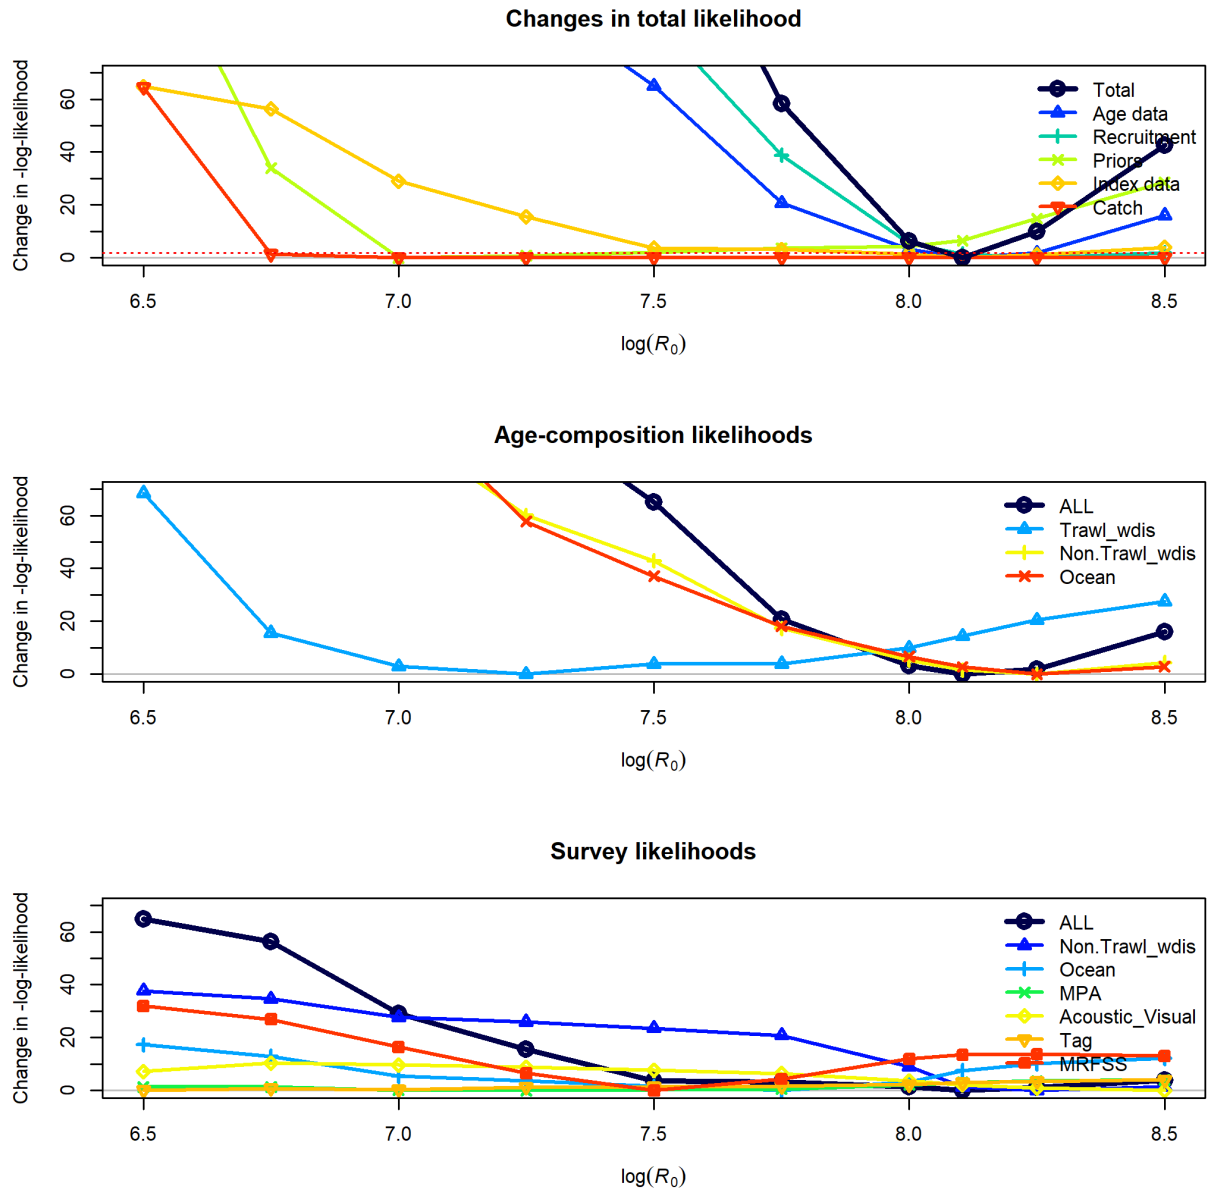 Changes in total likelihood
Change in -log-likelihood
60
40
20
0
Total
Age data
Recruitment
Priors
Index data
Catch
6.5 7.0 7.5 8.0 8.5
log(R0)
Age-composition likelihoods
Change in -log-likelihood
60
40
20
0
ALL
Trawl_wdis
Non.Trawl_wdis
Ocean
6.5 7.0 7.5 8.0 8.5
log(R0)
Survey likelihoods
Change in -log-likelihood
60
40
20
0
ALL
Non.Trawl_wdis
Ocean
MPA
Acoustic_Visual
Tag
MRFSS
6.5 7.0 7.5 8.0 8.5
log(R0)